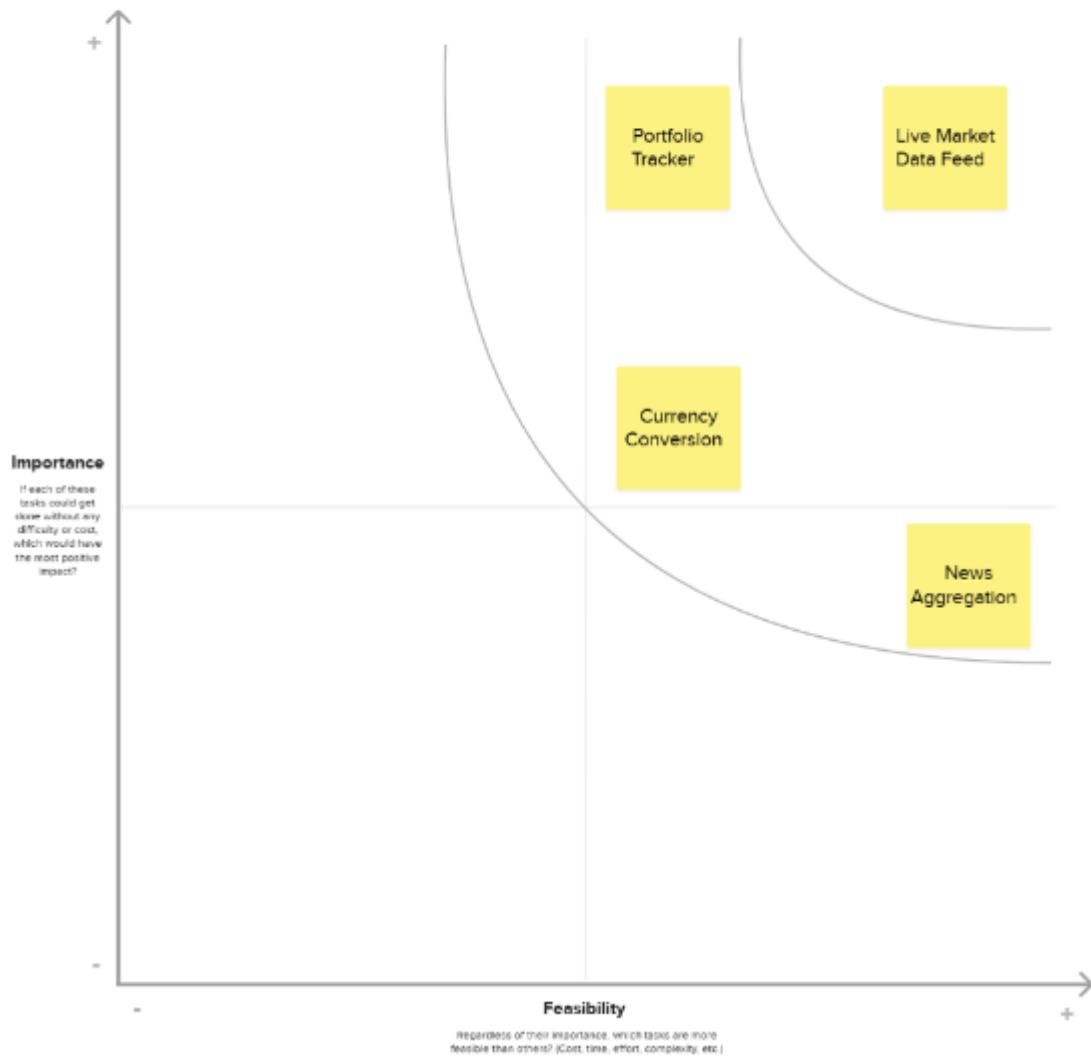 +
Portfolio
Tracker
Live Market
Data Feed
Currency
Conversion
Importance
If each of these
tasks could get
done without any
difficulty or cost,
which would have
the most positive
impact?
News
Aggregation
-
-
Feasibility
+
Regardless of their importance, which tasks are more
feasible than others? (Cost, time, effort, complexity, etc.)